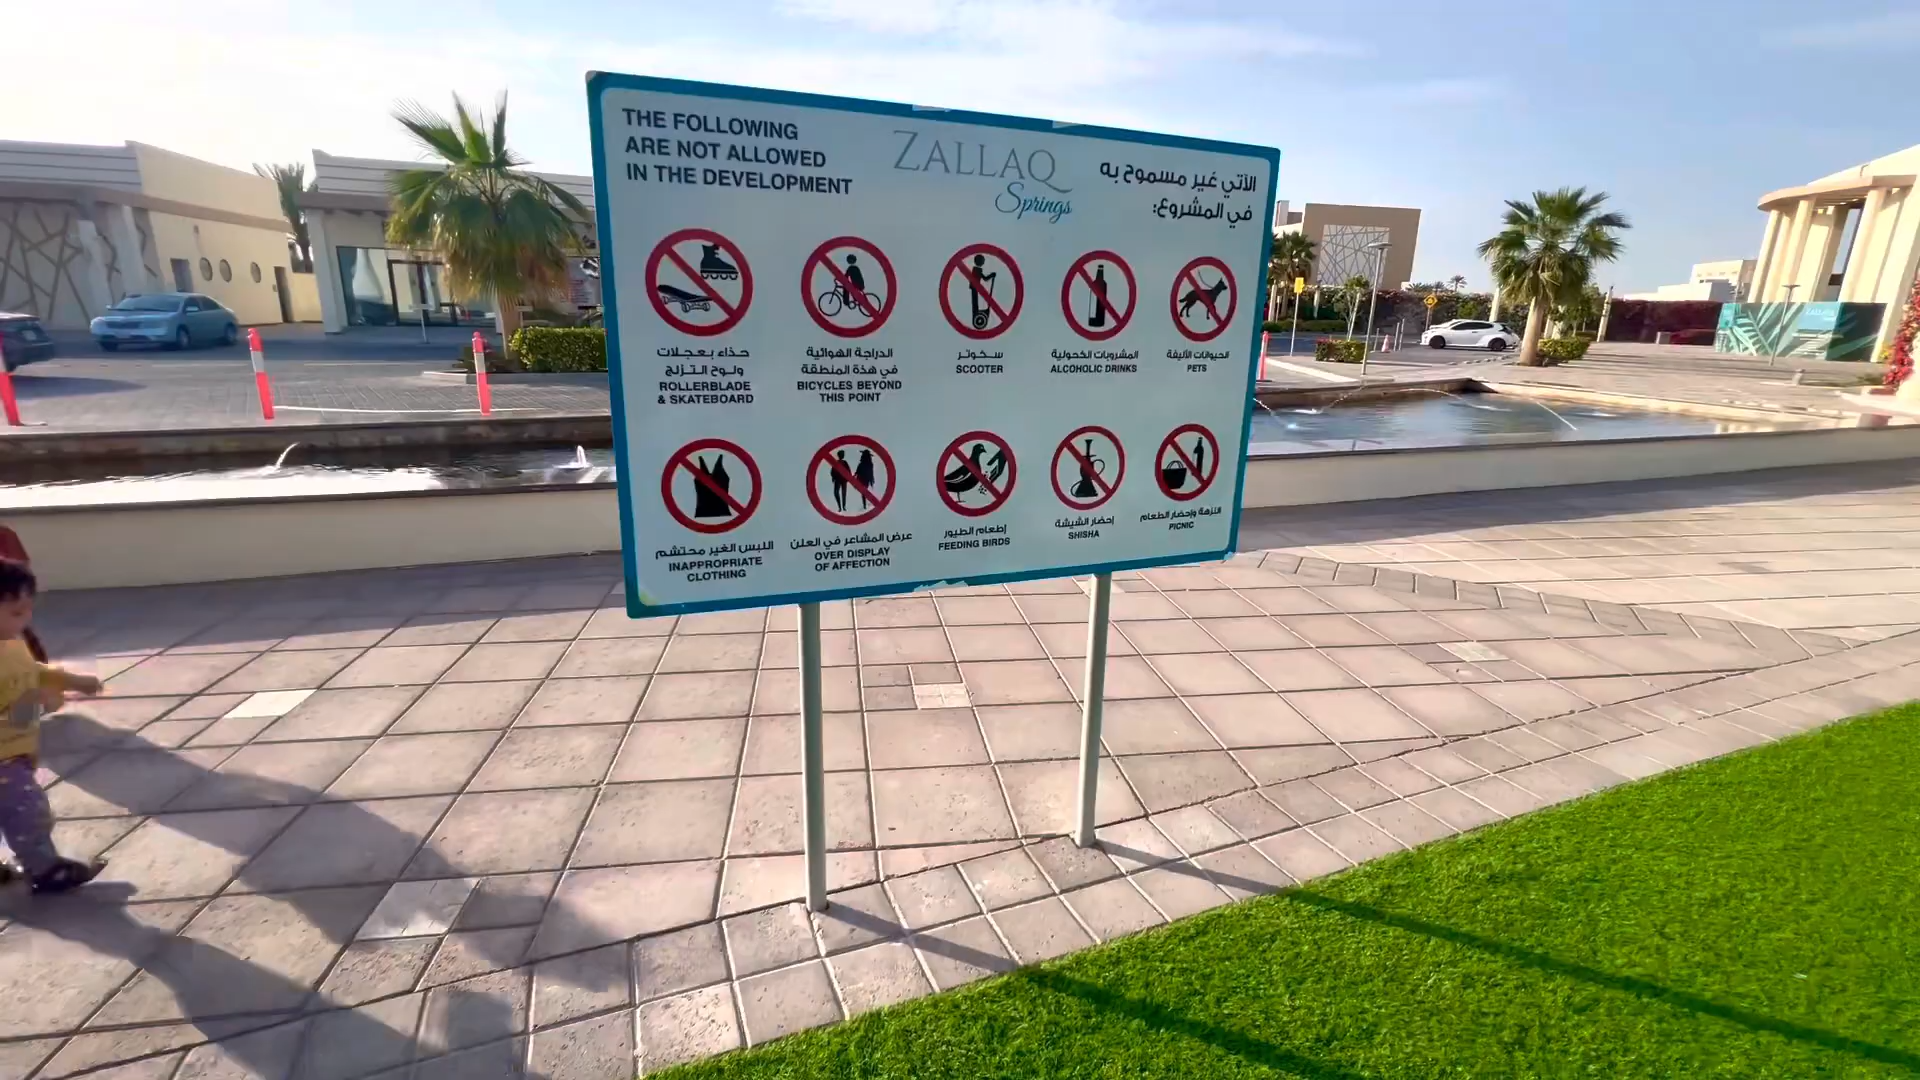 THE FOLLOWING
ARE NOT ALLOWED
IN THE DEVELOPMENT
ZALLAQ
Springs
الآتي غير مسموح به
في المشروع:
حذاء بعجلات
ولوح التزلج
ROLLERBLADE
& SKATEBOARD
الدراجة الهوائية
في هذة المنطقة
BICYCLES BEYOND
THIS POINT
سكوتر
SCOOTER
المشروبات الكحولية
ALCOHOLIC DRINKS
الحيوانات الأليفة
PETS
اللبس الغير محتشم
INAPPROPRIATE
CLOTHING
عرض المشاعر في العلن
OVER DISPLAY
OF AFFECTION
إطعام الطيور
FEEDING BIRDS
إحضار الشيشة
SHISHA
النزهة وإحضار الطعام
PICNIC